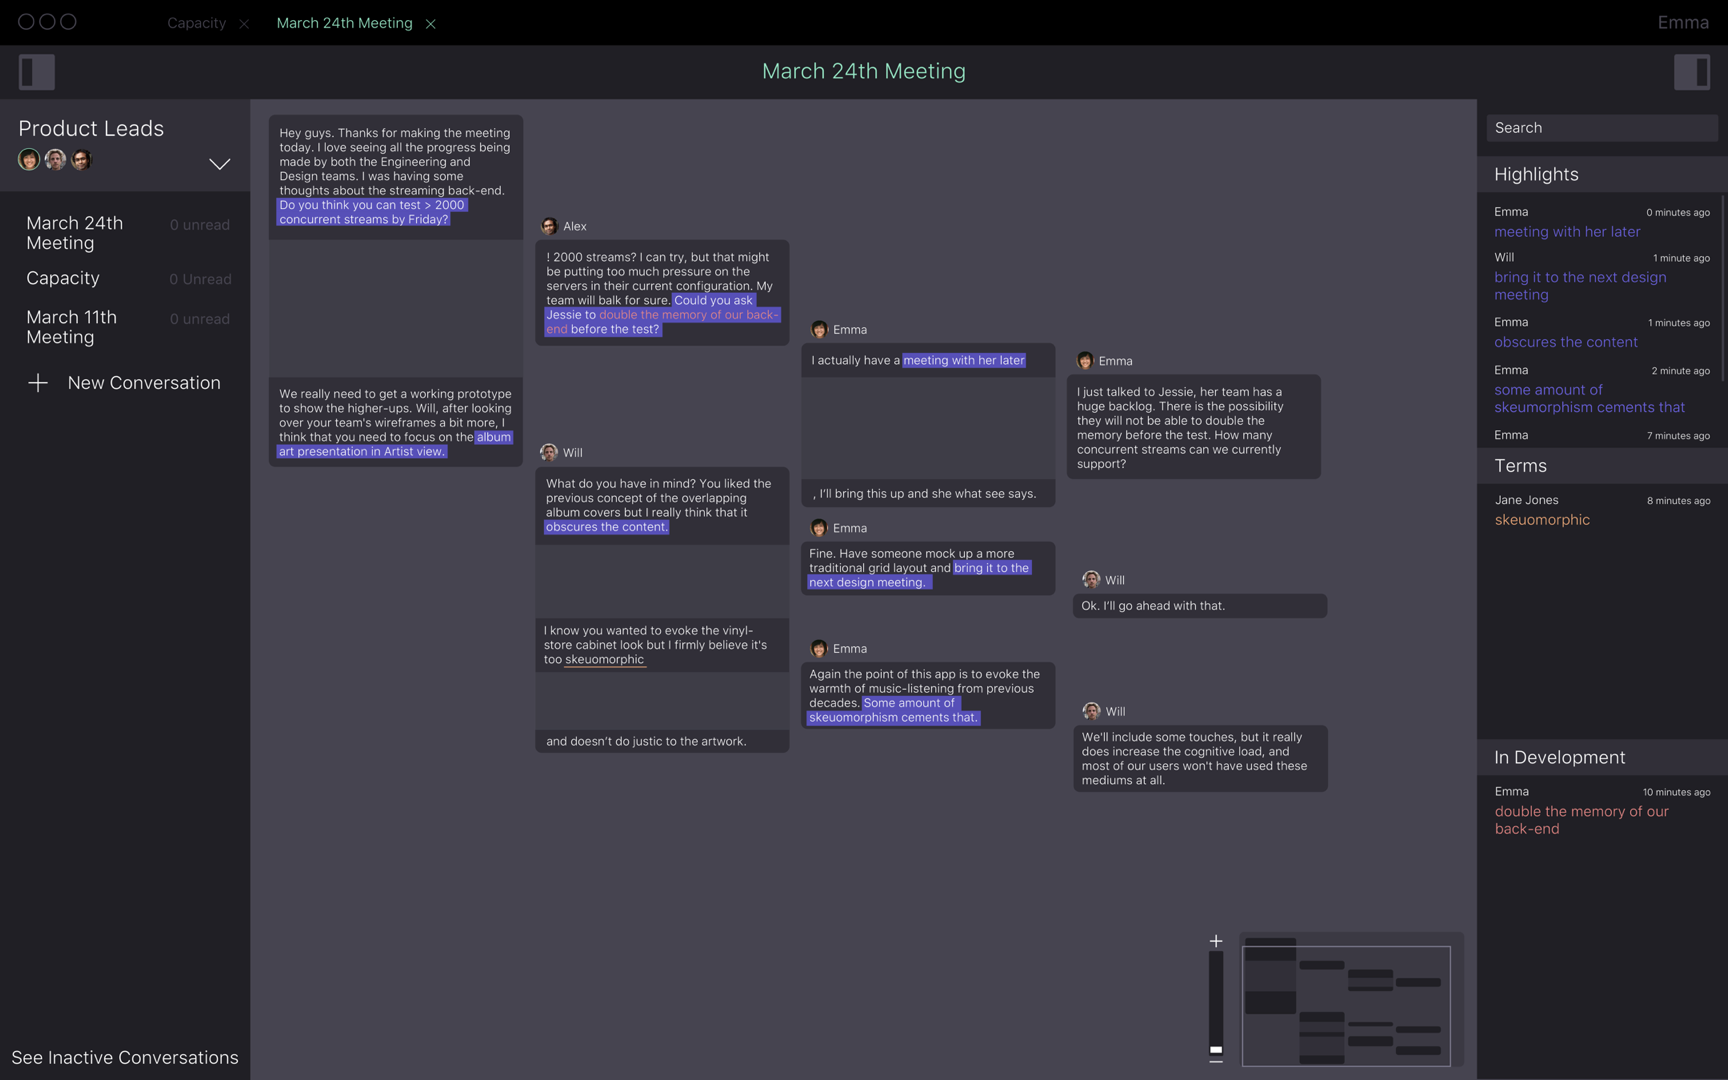 Capacity
March 24th Meeting
Emma
March 24th Meeting
Product Leads
March 24th
Meeting
0 unread
Capacity
0 Unread
March 11th
Meeting
0 unread
New Conversation
See Inactive Conversations
Hey guys. Thanks for making the meeting
today. I love seeing all the progress being
made by both the Engineering and
Design teams. I was having some
thoughts about the streaming back-end.
Do you think you can test > 2000
concurrent streams by Friday?
We really need to get a working prototype
to show the higher-ups. Will, after looking
over your team's wireframes a bit more, I
think that you need to focus on the album
art presentation in Artist view.
Alex
! 2000 streams? I can try, but that might
be putting too much pressure on the
servers in their current configuration. My
team will balk for sure. Could you ask
Jessie to double the memory of our back-
end before the test?
Will
What do you have in mind? You liked the
previous concept of the overlapping
album covers but I really think that it
obscures the content.
I know you wanted to evoke the vinyl-
store cabinet look but I firmly believe it's
too skeuomorphic
and doesn't do justic to the artwork.
Emma
I actually have a meeting with her later
, I'll bring this up and she what see says.
Emma
Fine. Have someone mock up a more
traditional grid layout and bring it to the
next design meeting.
Emma
Again the point of this app is to evoke the
warmth of music-listening from previous
decades. Some amount of
skeuomorphism cements that.
Emma
I just talked to Jessie, her team has a
huge backlog. There is the possibility
they will not be able to double the
memory before the test. How many
concurrent streams can we currently
support?
Will
Ok. I'll go ahead with that.
Will
We'll include some touches, but it really
does increase the cognitive load, and
most of our users won't have used these
mediums at all.
Search
Highlights
Emma
0 minutes ago
meeting with her later
Will
1 minute ago
bring it to the next design
meeting
Emma
1 minutes ago
obscures the content
Emma
2 minute ago
some amount of
skeumorphism cements that
Emma
7 minutes ago
Terms
Jane Jones
8 minutes ago
skeuomorphic
In Development
Emma
10 minutes ago
double the memory of our
back-end